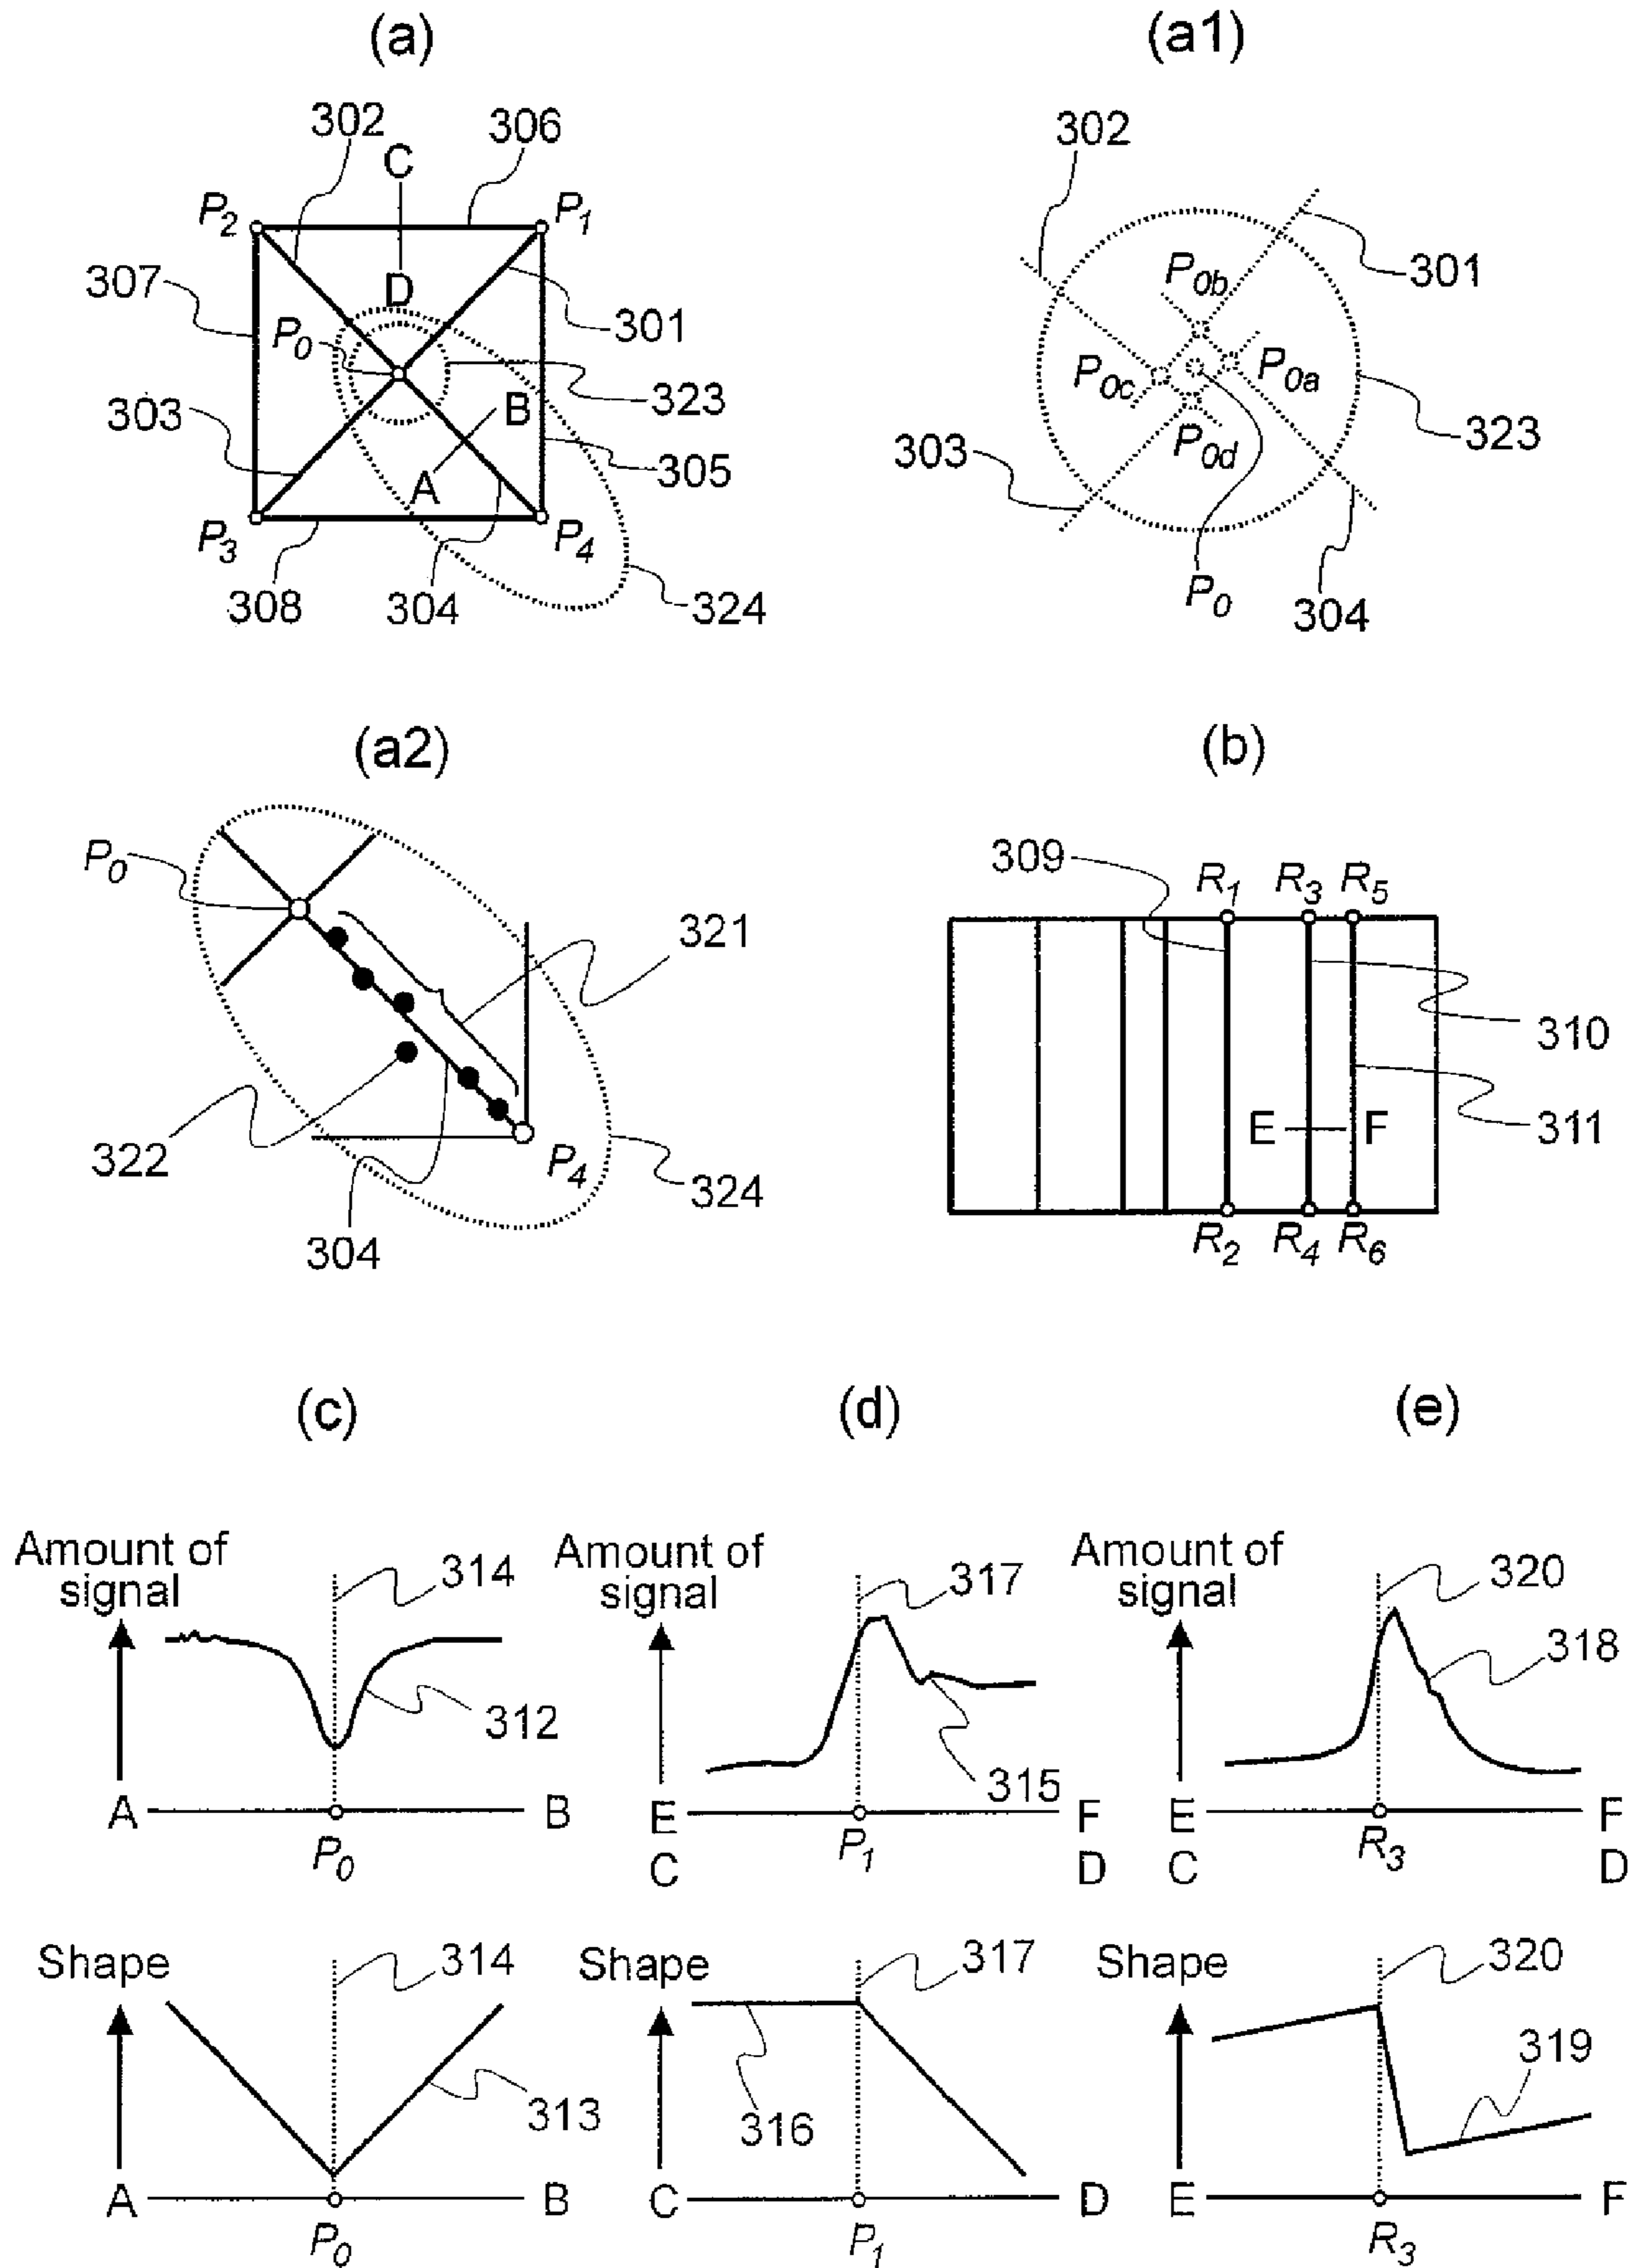 (a)
(a1)
302
306
C
P2
P1
307
D
301
P0
323
303
B
A
305
P3
P4
308
304
324
302
301
P0b
P0c
P0a
303
P0d
323
P0
304
(a2)
(b)
P0
321
322
P4
324
304
309
R1 R3 R5
310
311
E F
R2 R4 R6
(c)
(d)
(e)
Amount of
signal
314
312
A B
P0
Amount of
signal
317
315
E F
P1
C D
Amount of
signal
320
318
E F
R3
C D
Shape
314
313
A B
P0
Shape
317
316
C D
P1
Shape
320
319
E F
R3